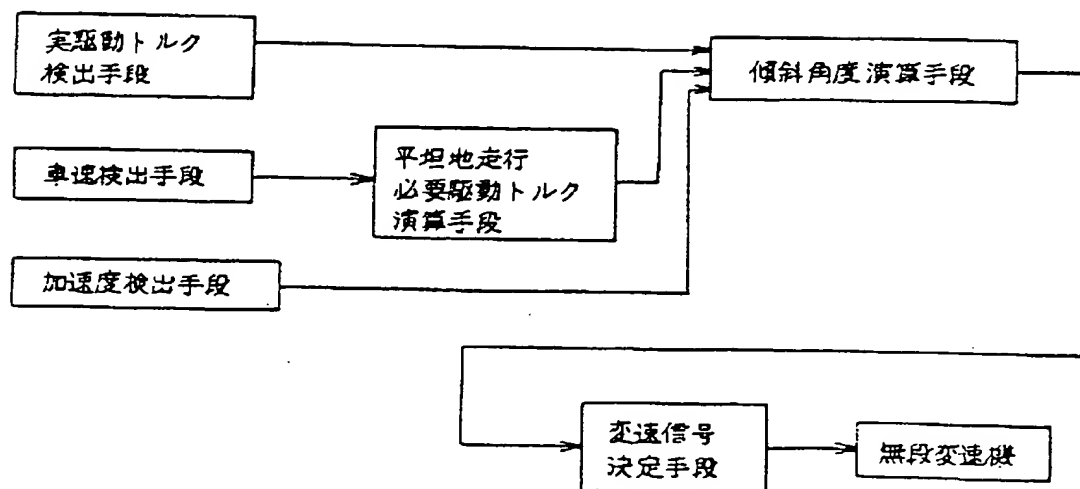 実駆動トルク
検出手段
傾斜角度演算手段
車速検出手段
平坦地走行
必要駆動トルク
演算手段
加速度検出手段
変速信号
決定手段
無段変速機